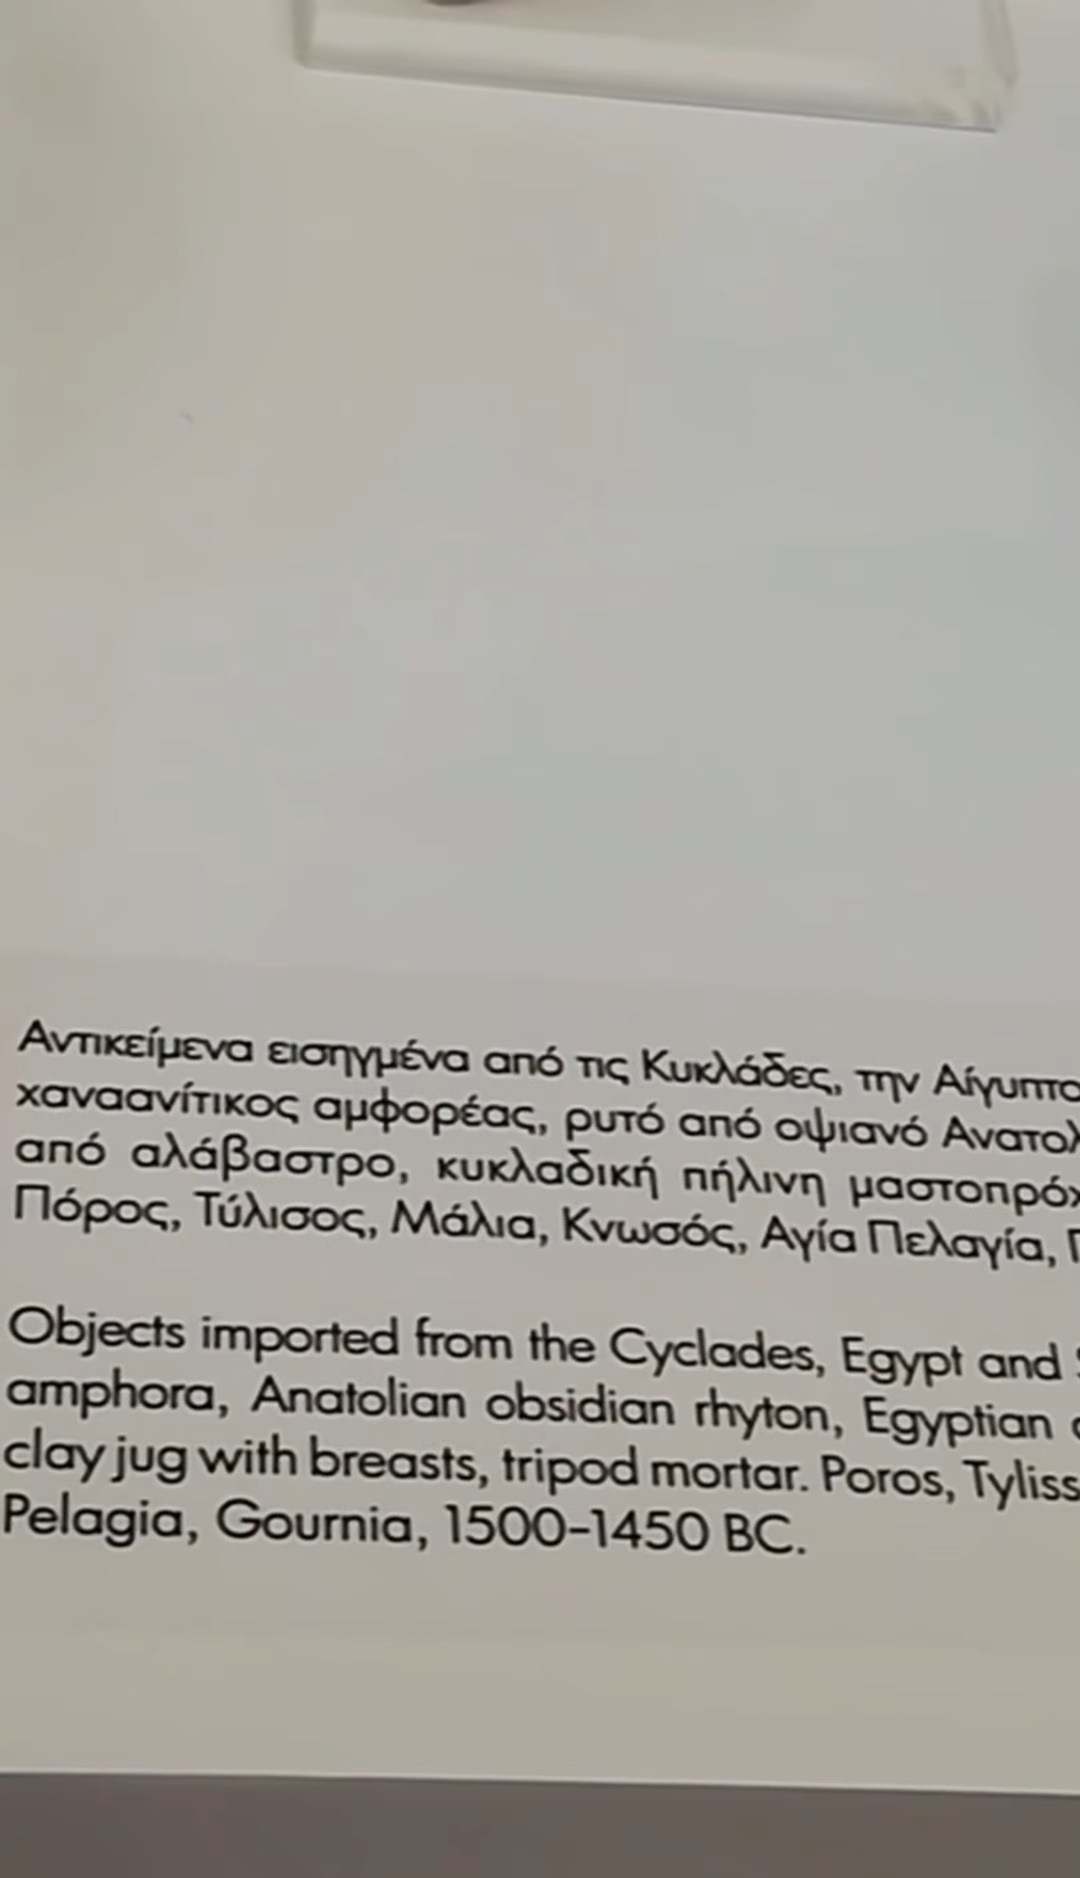 Αντικείμενα εισηγμένα από τις Κυκλάδες, την Αίγυπτο
χαναανίτικος αμφορέας, ρυτό από οψιανό Ανατολ
από αλάβαστρο, κυκλαδική πήλινη μαστοπρόχ
Πόρος, Τύλισος, Μάλια, Κνωσός, Αγία Πελαγία,
Objects imported from the Cyclades, Egypt and
amphora, Anatolian obsidian rhyton, Egyptian
clay jug with breasts, tripod mortar. Poros, Tyliss
Pelagia, Gournia, 1500-1450 BC.